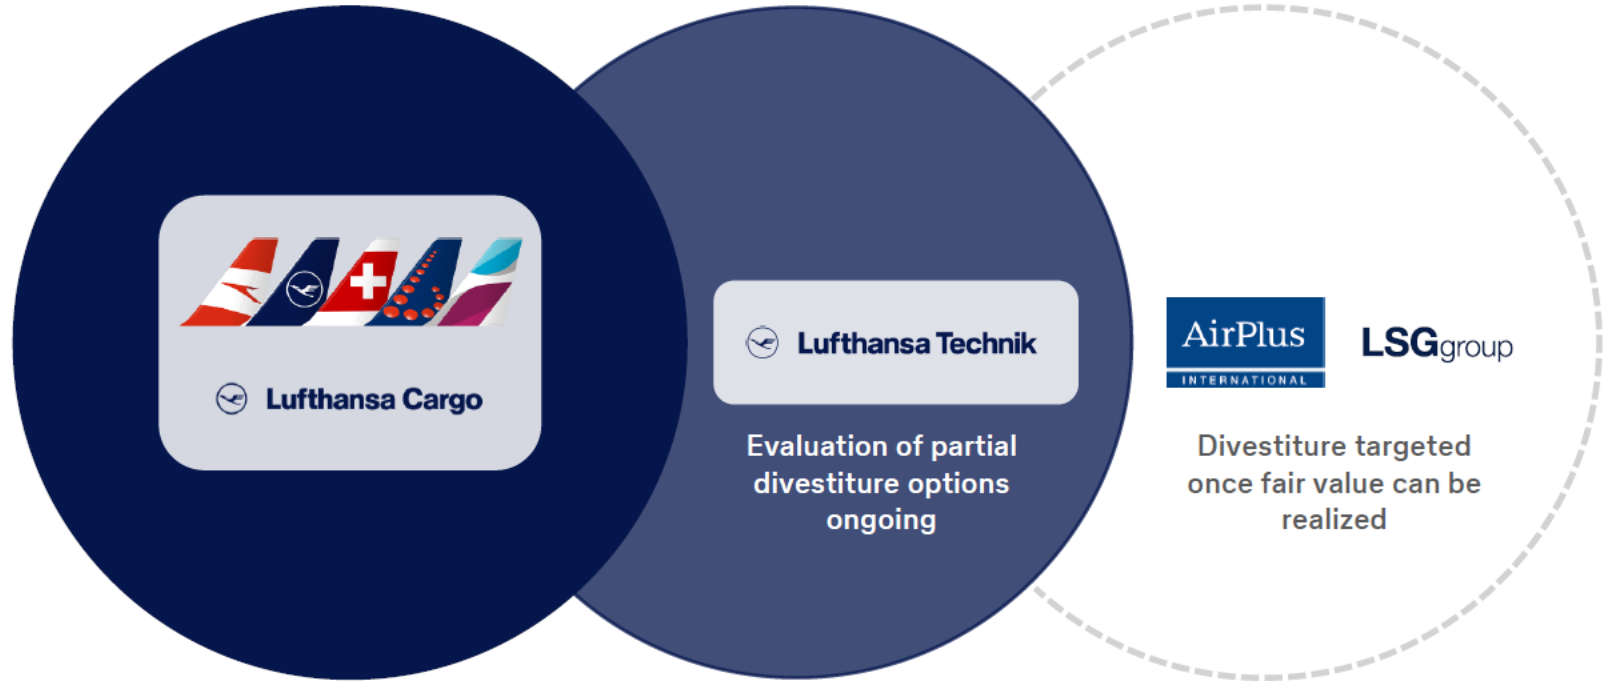 Lufthansa Cargo
Lufthansa Technik
Evaluation of partial
divestiture options
ongoing
AirPlus
INTERNATIONAL
LSGgroup
Divestiture targeted
once fair value can be
realized